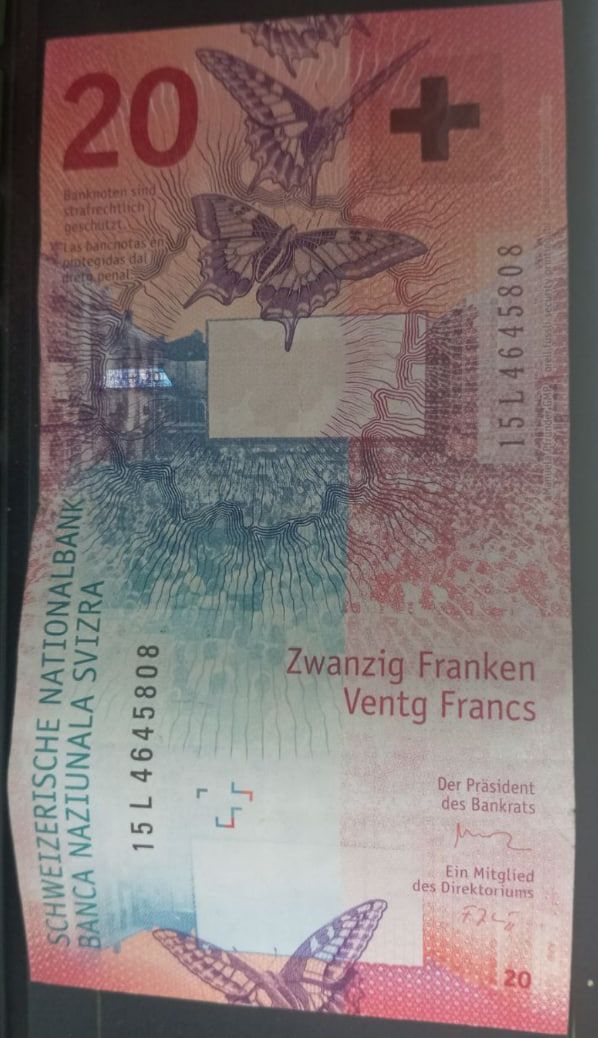 20
Banknoten sind
strafrechtlich
geschützt.
Las bancnotas èn
protegidas dal
dretg penal.
15L4645808
SCHWEIZERISCHE NATIONALBANK
BANCA NAZIUNALA SVIZRA
15L4645808
Zwanzig Franken
Ventg Francs
Der Präsident
des Bankrats
Ein Mitglied
des Direktoriums
20